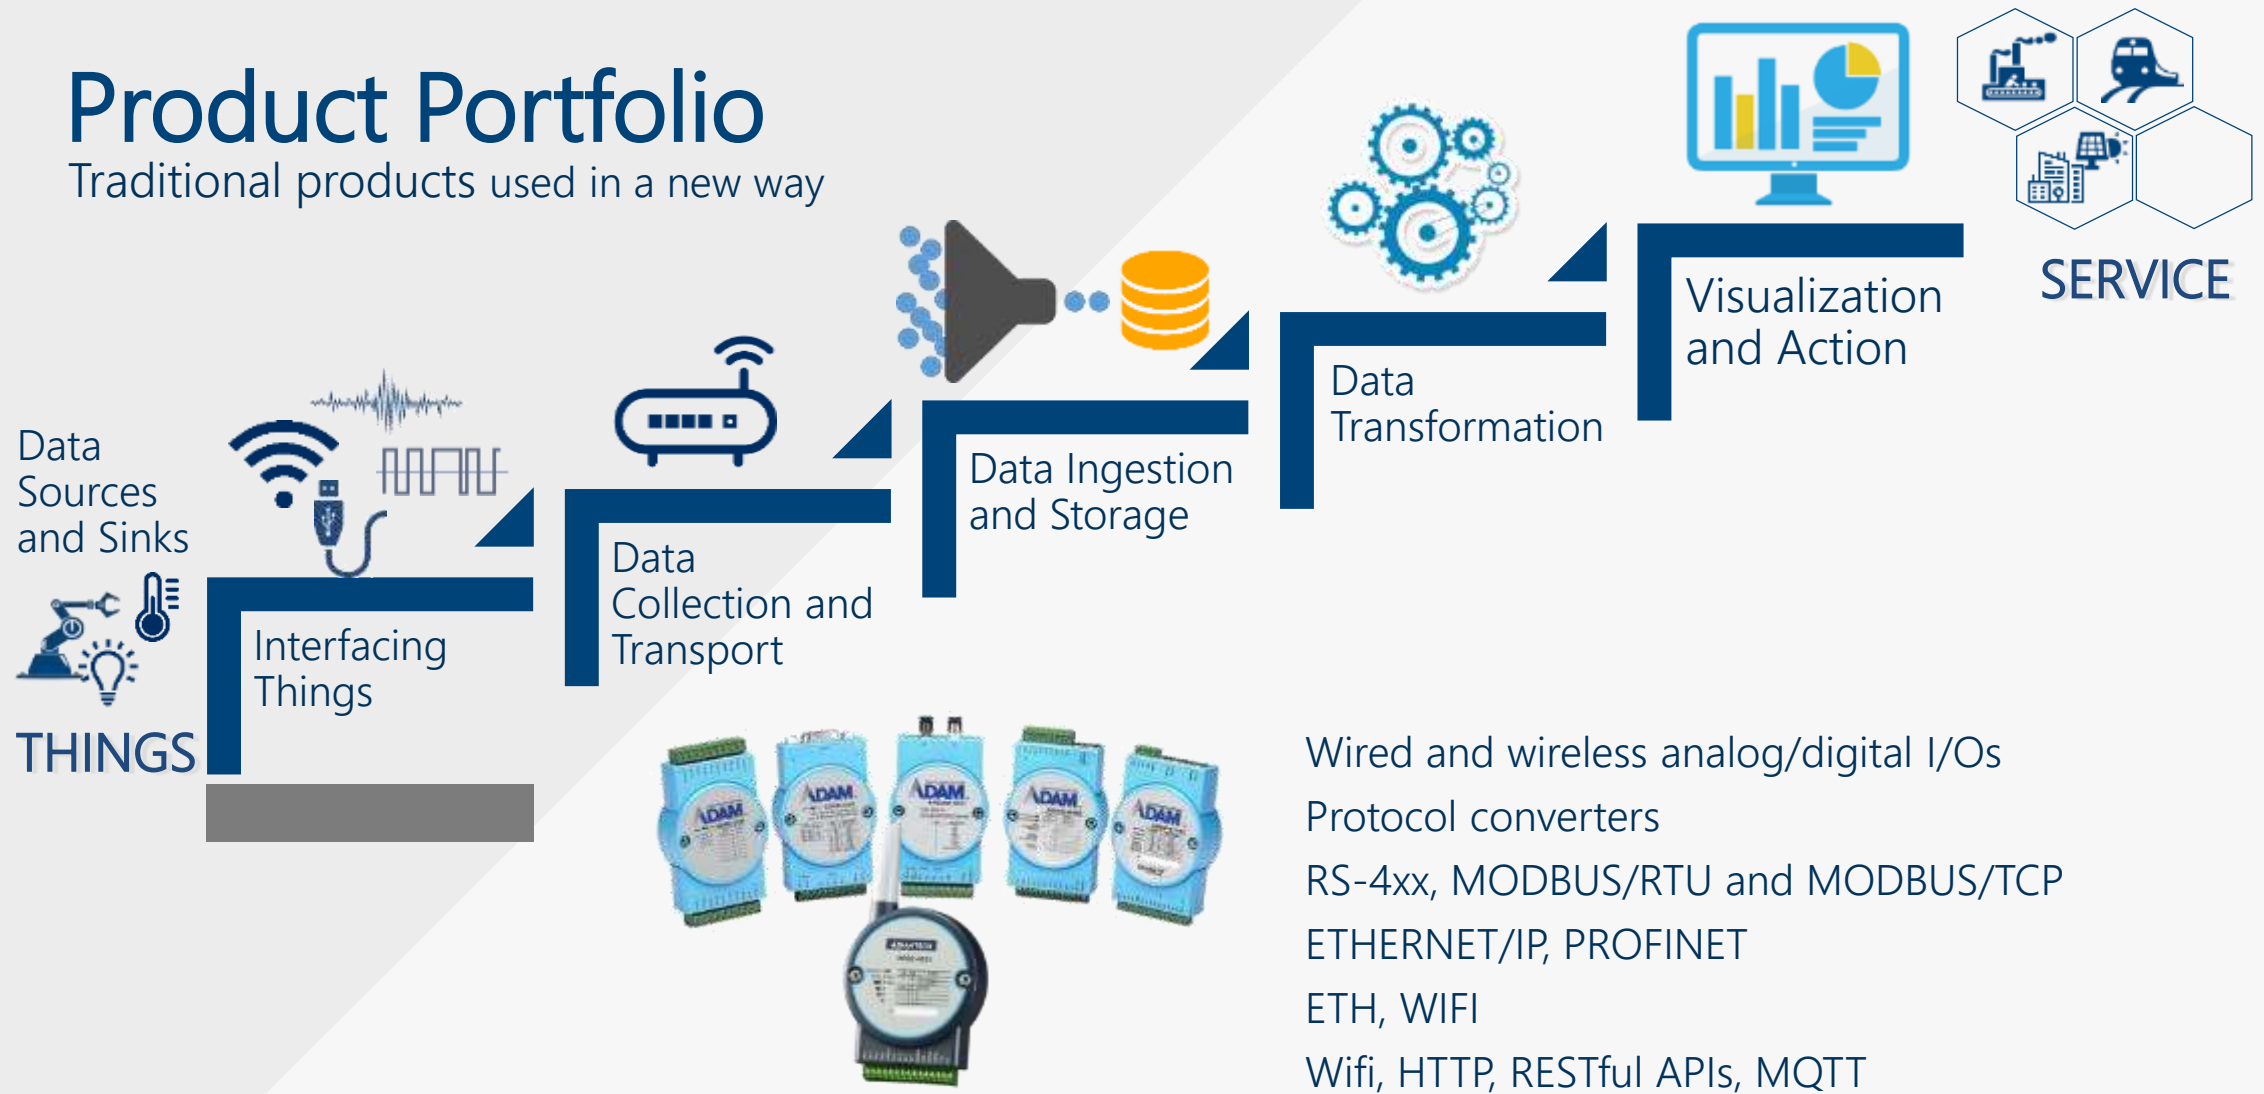 Product Portfolio
Traditional products used in a new way
Data
Sources
and Sinks
THINGS
Interfacing
Things
Data
Collection and
Transport
Data Ingestion
and Storage
Data
Transformation
Visualization
and Action
SERVICE
ADAM
ADAM
ADAM
ADAM
ADAM
Wired and wireless analog/digital I/Os
Protocol converters
RS-4xx, MODBUS/RTU and MODBUS/TCP
ETHERNET/IP, PROFINET
ETH, WIFI
Wifi, HTTP, RESTful APIs, MQTT